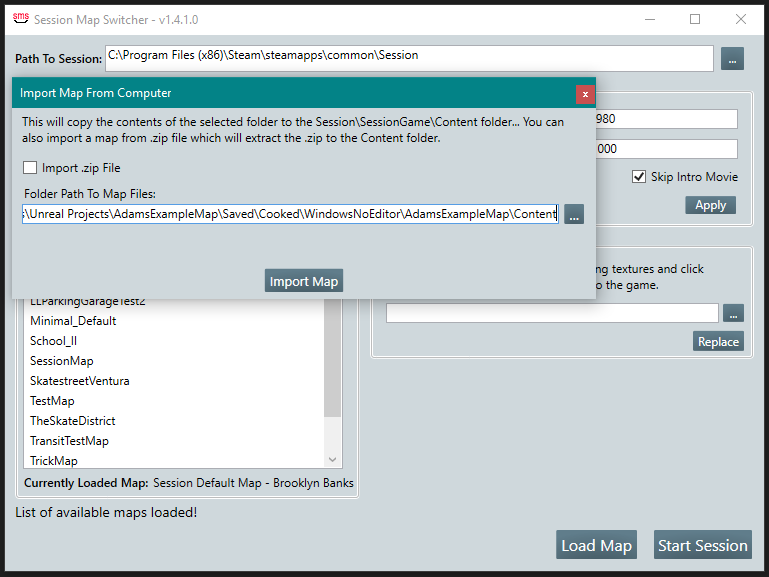 sms Session Map Switcher - v1.4.1.0
Path To Session: C:\Program Files (x86)\Steam\steamapps\common\Session ...
Import Map From Computer x
This will copy the contents of the selected folder to the Session\SessionGame\Content folder... You can
also import a map from .zip file which will extract the .zip to the Content folder.
Import .zip File
Folder Path To Map Files:
\Unreal Projects\AdamsExampleMap\Saved\Cooked\WindowsNoEditor\AdamsExampleMap\Content ...
Import Map
980
000
Skip Intro Movie
Apply
ng textures and click
o the game.
...
Replace
LLParkingGarageTest2
Minimal_Default
School_II
SessionMap
SkatestreetVentura
TestMap
TheSkateDistrict
TransitTestMap
TrickMap
Currently Loaded Map: Session Default Map - Brooklyn Banks
List of available maps loaded!
Load Map Start Session